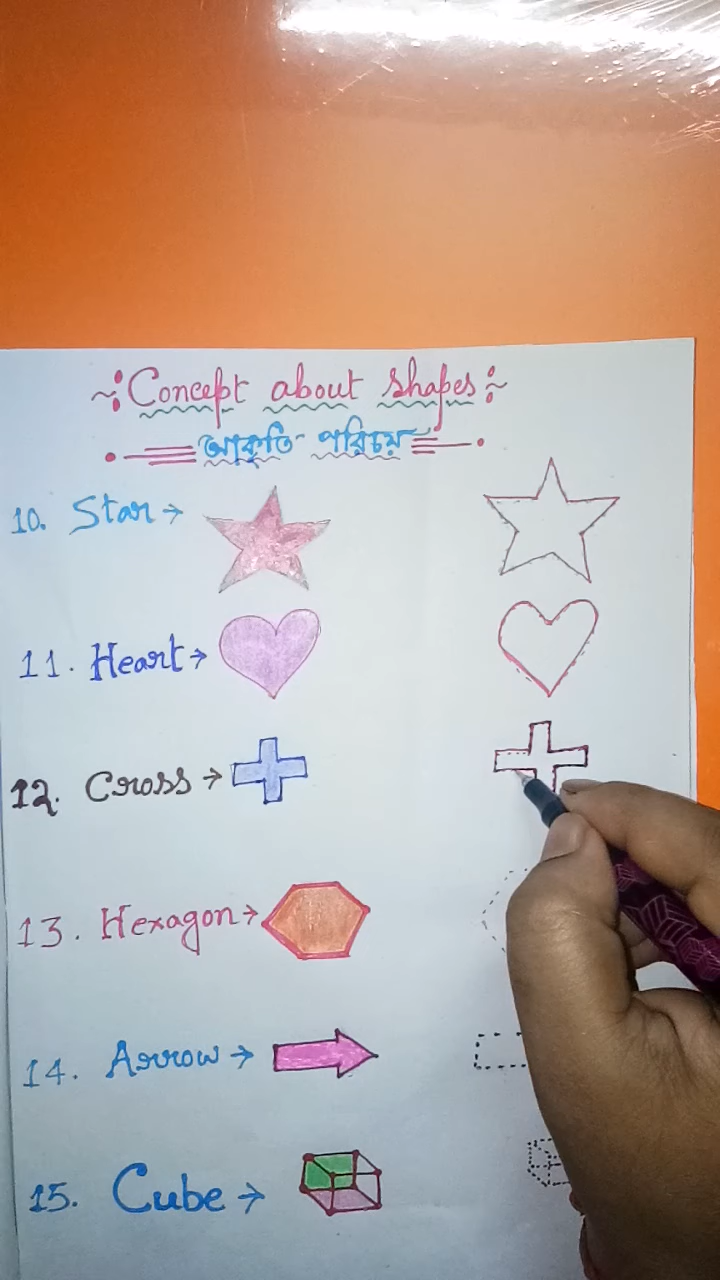 ~:Concept about shapes:~
আকৃতি পরিচয়
10. Star→
11. Heart→
12. Cross→
13. Hexagon→
14. Arrow→
15. Cube→